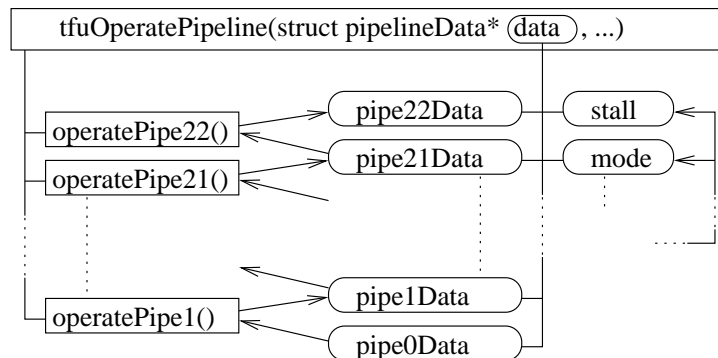 tfuOperatePipeline(struct pipelineData* data , ...)
pipe22Data stall
operatePipe22()
pipe21Data mode
operatePipe21()
pipe1Data
operatePipe1()
pipe0Data